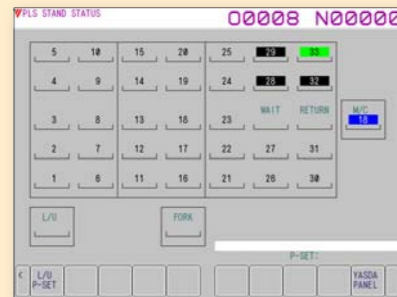 PLS STAND STATUS
O0008 N00000
5 10 15 20 25 29 33
4 9 14 19 24 28 32
WAIT RETURN M/C
3 8 13 18 23 18
2 7 12 17 22 27 31
1 6 11 16 21 26 30
L/U FORK
P-SET:
< L/U P-SET YASDA PANEL